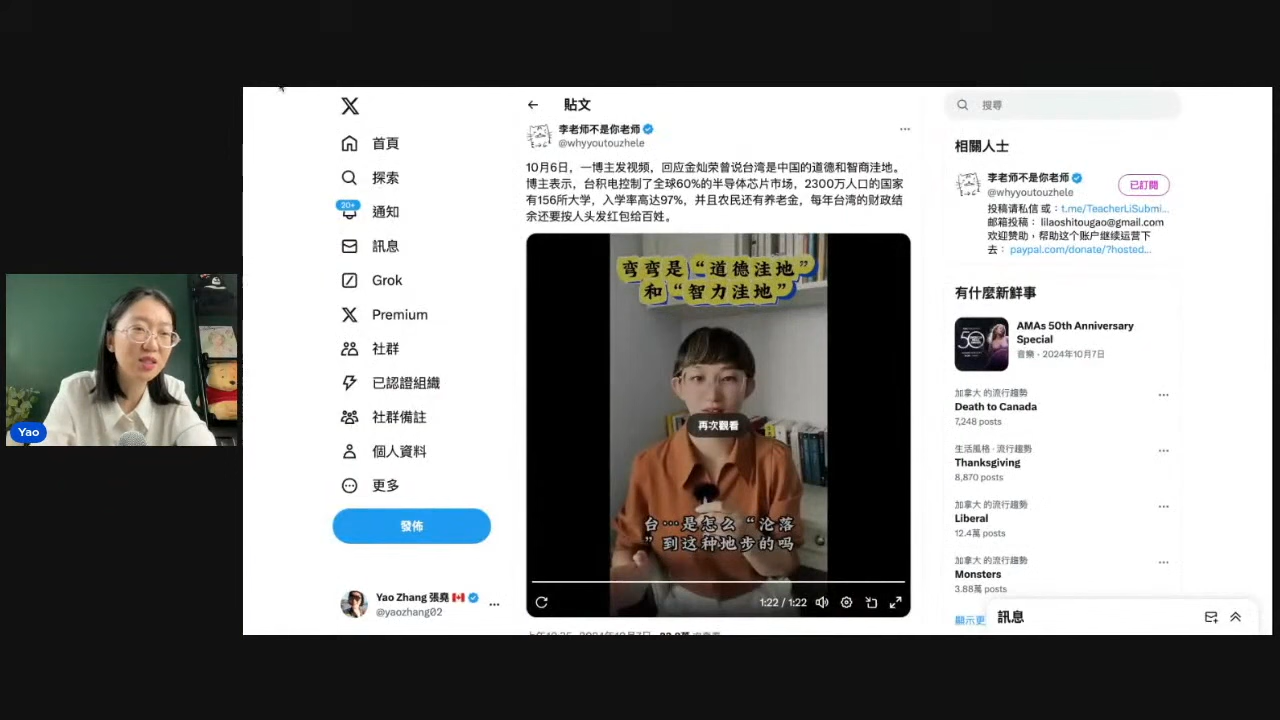 Yao
首頁
探索
20+
通知
訊息
Grok
Premium
社群
已認證組織
社群備註
個人資料
更多
發佈
Yao Zhang 張堯
@yaozhang02
貼文
李老师不是你老师
@whyyoutouzhele
10月6日，一博主发视频，回应金灿荣曾说台湾是中国的道德和智商洼地。
博主表示，台积电控制了全球60%的半导体芯片市场，2300万人口的国家
有156所大学，入学率高达97%，并且农民还有养老金，每年台湾的财政结
余还要按人头发红包给百姓。
弯弯是“道德洼地”
和“智力洼地”
再次觀看
台…是怎么“沦落
”到这种地步的吗
1:22 / 1:22
搜尋
相關人士
李老师不是你老师
@whyyoutouzhele
已訂閱
投稿请私信 或：t.me/TeacherLiSubmi...
邮箱投稿： lilaoshitougao@gmail.com
欢迎赞助，帮助这个账户继续运营下
去： paypal.com/donate/?hosted...
有什麼新鮮事
AMAs 50th Anniversary
Special
音樂 · 2024年10月7日
加拿大 的流行趨勢
Death to Canada
7,248 posts
生活風格 · 流行趨勢
Thanksgiving
8,870 posts
加拿大 的流行趨勢
Liberal
12.4萬 posts
加拿大 的流行趨勢
Monsters
3.88萬 posts
顯示更
訊息